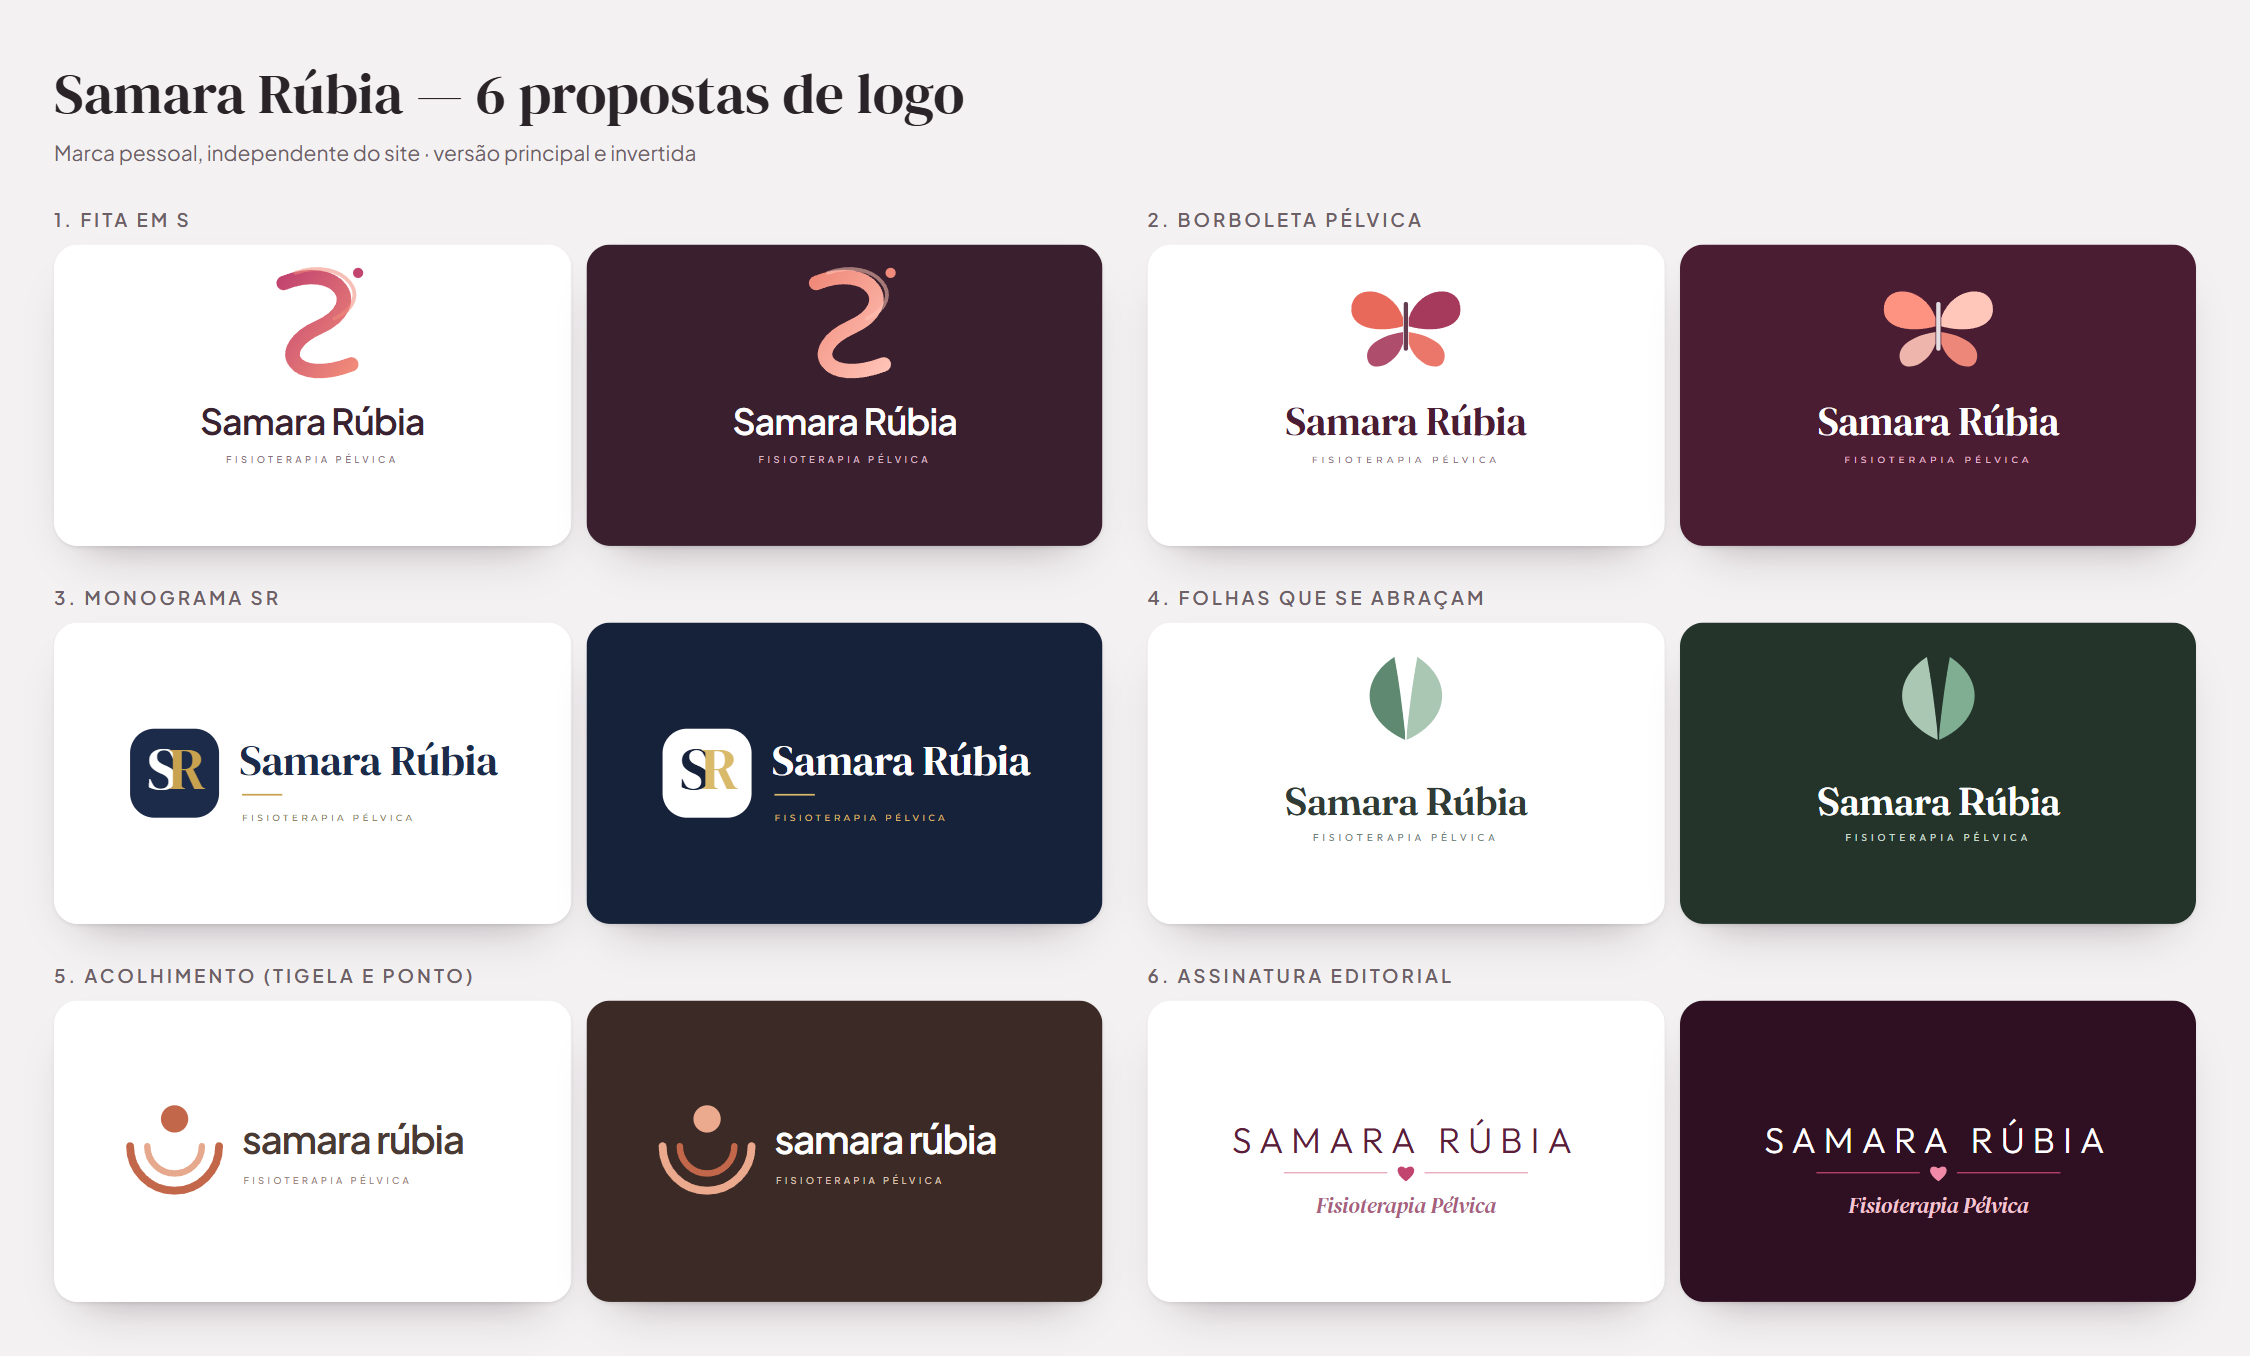 Samara Rúbia — 6 propostas de logo
Marca pessoal, independente do site · versão principal e invertida
1. FITA EM S
Samara Rúbia
FISIOTERAPIA PÉLVICA
Samara Rúbia
FISIOTERAPIA PÉLVICA
2. BORBOLETA PÉLVICA
Samara Rúbia
FISIOTERAPIA PÉLVICA
Samara Rúbia
FISIOTERAPIA PÉLVICA
3. MONOGRAMA SR
SR
Samara Rúbia
FISIOTERAPIA PÉLVICA
SR
Samara Rúbia
FISIOTERAPIA PÉLVICA
4. FOLHAS QUE SE ABRAÇAM
Samara Rúbia
FISIOTERAPIA PÉLVICA
Samara Rúbia
FISIOTERAPIA PÉLVICA
5. ACOLHIMENTO (TIGELA E PONTO)
samara rúbia
FISIOTERAPIA PÉLVICA
samara rúbia
FISIOTERAPIA PÉLVICA
6. ASSINATURA EDITORIAL
SAMARA RÚBIA
Fisioterapia Pélvica
SAMARA RÚBIA
Fisioterapia Pélvica